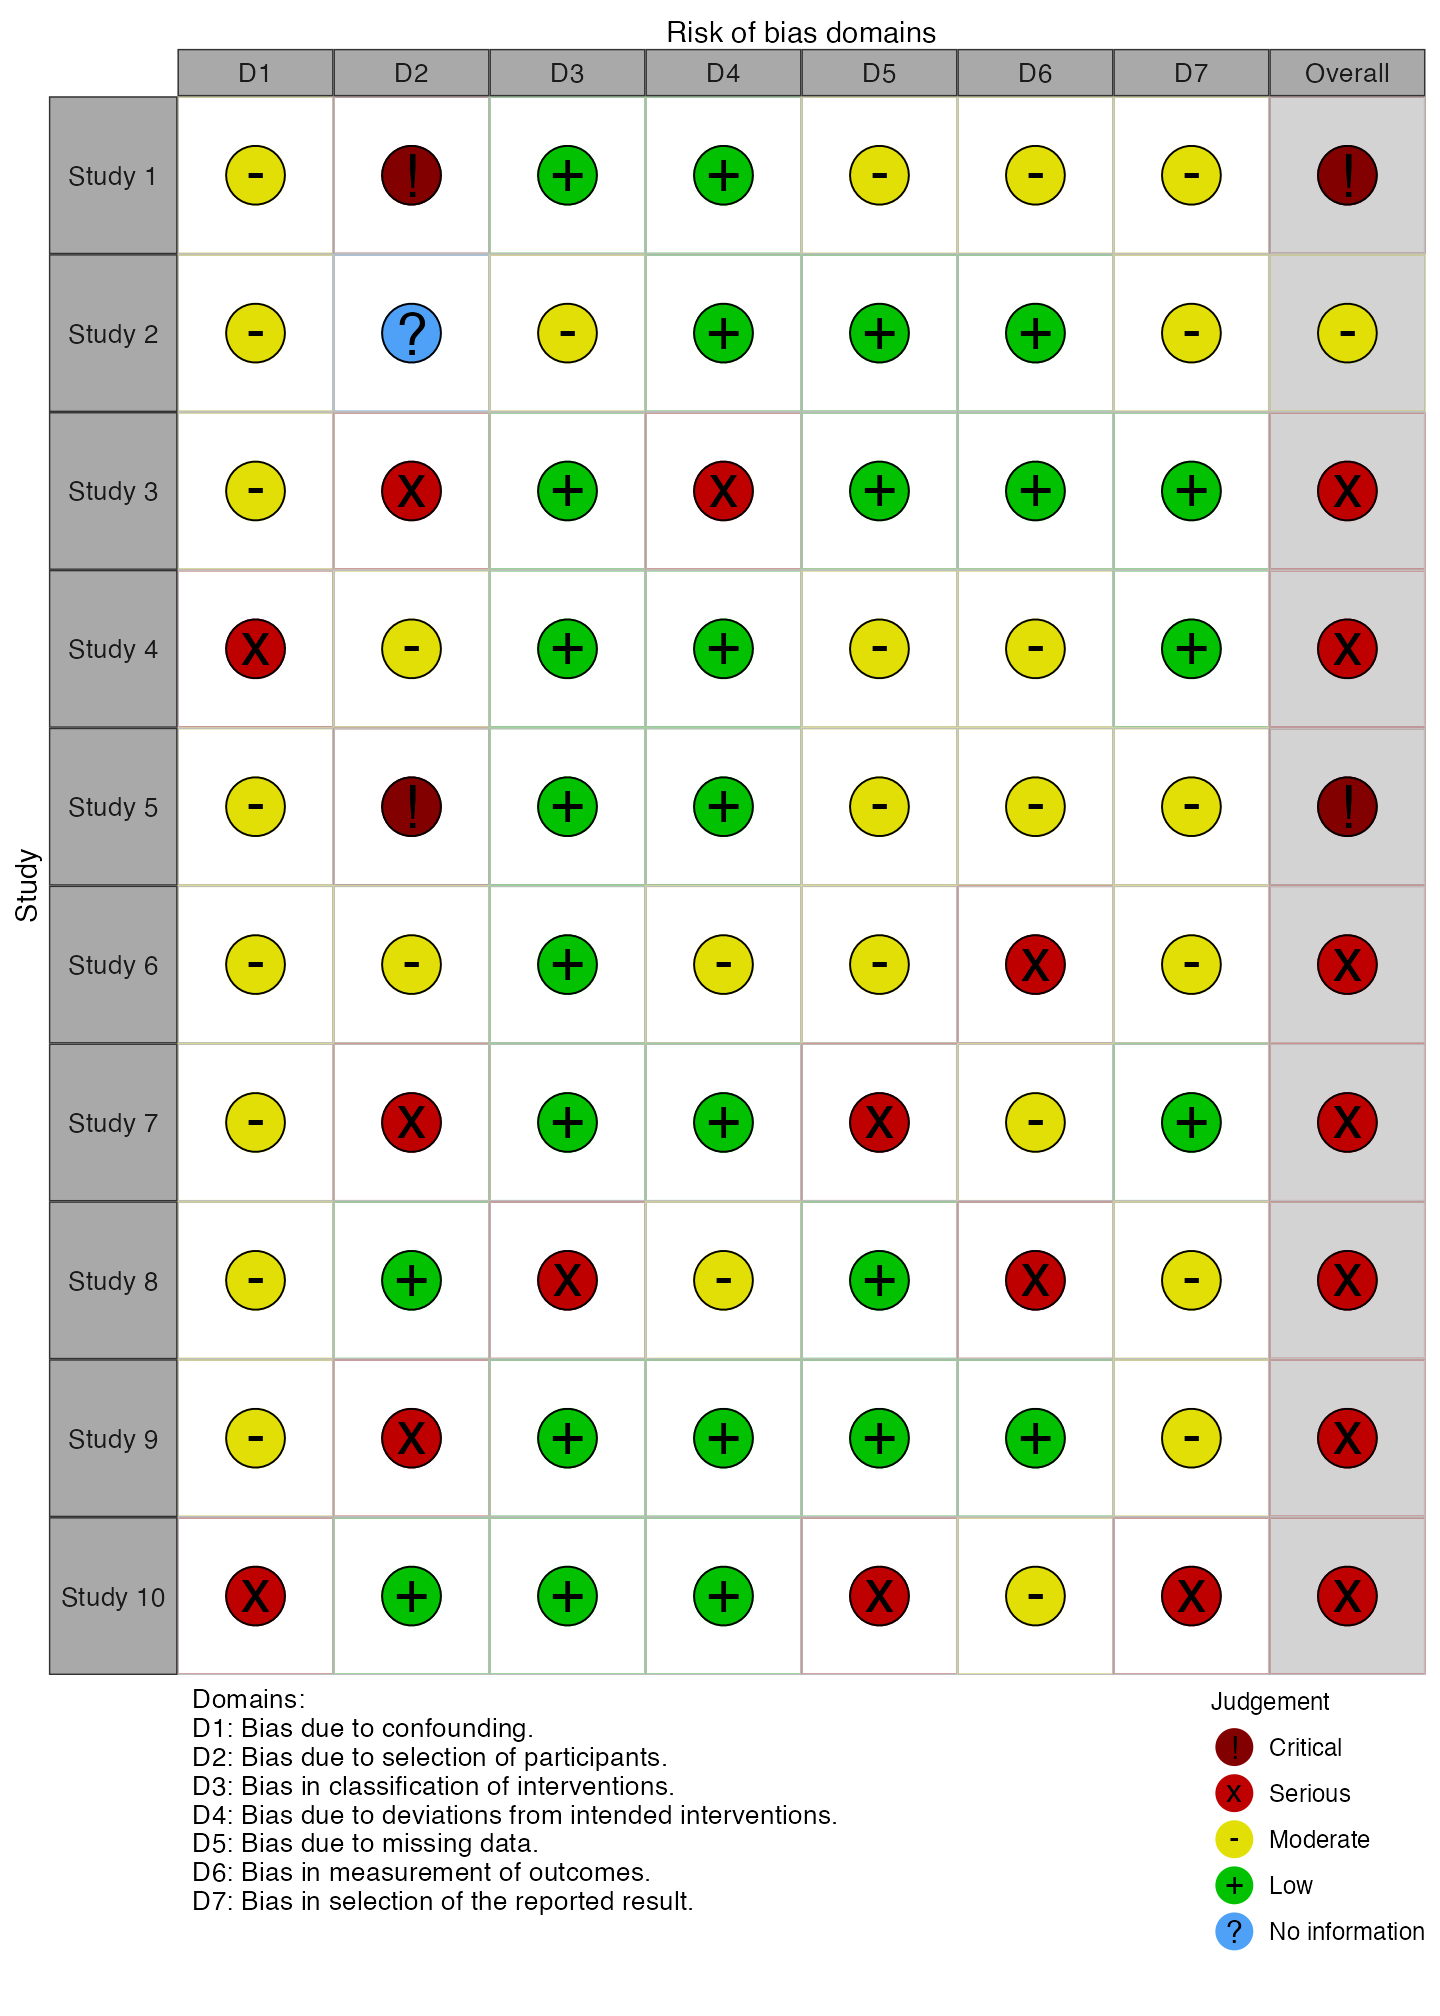 Risk of bias domains
D1 D2 D3 D4 D5 D6 D7 Overall
Study
Study 1 - ! + + - - - !
Study 2 - ? - + + + - -
Study 3 - X + X + + + X
Study 4 X - + + - - + X
Study 5 - ! + + - - - !
Study 6 - - + - - X - X
Study 7 - X + + X - + X
Study 8 - + X - + X - X
Study 9 - X + + + + - X
Study 10 X + + + X - X X
Domains:
D1: Bias due to confounding.
D2: Bias due to selection of participants.
D3: Bias in classification of interventions.
D4: Bias due to deviations from intended interventions.
D5: Bias due to missing data.
D6: Bias in measurement of outcomes.
D7: Bias in selection of the reported result.
Judgement
! Critical
X Serious
- Moderate
+ Low
? No information